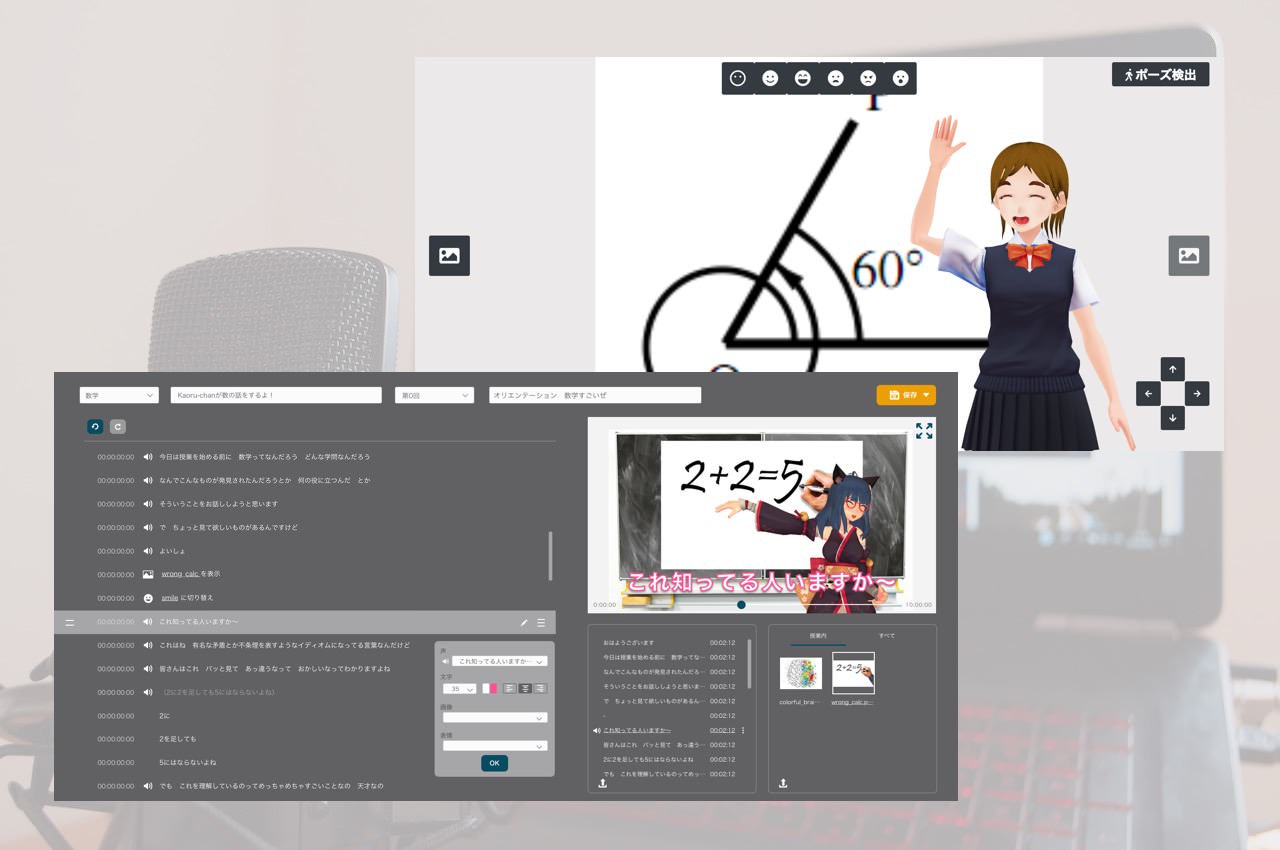 ポーズ検出
60°
数学
Kaoru-chanが数の話をするよ！
第0回
オリエンテーション　数学すごいぜ
保存
00:00:00:00 今日は授業を始める前に　数学ってなんだろう　どんな学問なんだろう
00:00:00:00 なんでこんなものが発見されたんだろうとか　何の役に立つんだ　とか
00:00:00:00 そういうことをお話ししようと思います
00:00:00:00 で　ちょっと見て欲しいものがあるんですけど
00:00:00:00 よいしょ
00:00:00:00 wrong_calc を表示
00:00:00:00 smile に切り替え
00:00:00:00 これ知ってる人いますか〜
00:00:00:00 これはね　有名な矛盾とか不条理を表すようなイディオムになってる言葉なんだけど
00:00:00:00 皆さんはこれ　パッと見て　あっ違うなって　おかしいなってわかりますよね
00:00:00:00 （2に2を足しても5にはならないよね）
00:00:00:00 2に
00:00:00:00 2を足しても
00:00:00:00 5にはならないよね
00:00:00:00 でも　これを理解しているのってめっちゃめちゃすごいことなの　天才なの
声
これ知ってる人いますか…
文字
35
画像
表情
OK
2+2=5
これ知ってる人いますか〜
0:00:00
10:00:00
おはようございます 00:02:12
今日は授業を始める前に　数学ってな… 00:02:12
なんでこんなものが発見されたんだろ… 00:02:12
そういうことをお話ししようと思いま… 00:02:12
で　ちょっと見て欲しいものがあるん… 00:02:12
- 00:02:12
これ知ってる人いますか〜 00:02:12
皆さんはこれ　パッと見て　あっ違う… 00:02:12
2に2を足しても5にはならないよね 00:02:12
でも　これを理解しているのってめっ… 00:02:12
授業内
すべて
2+2=5
colorful_brai…
wrong_calc.p…